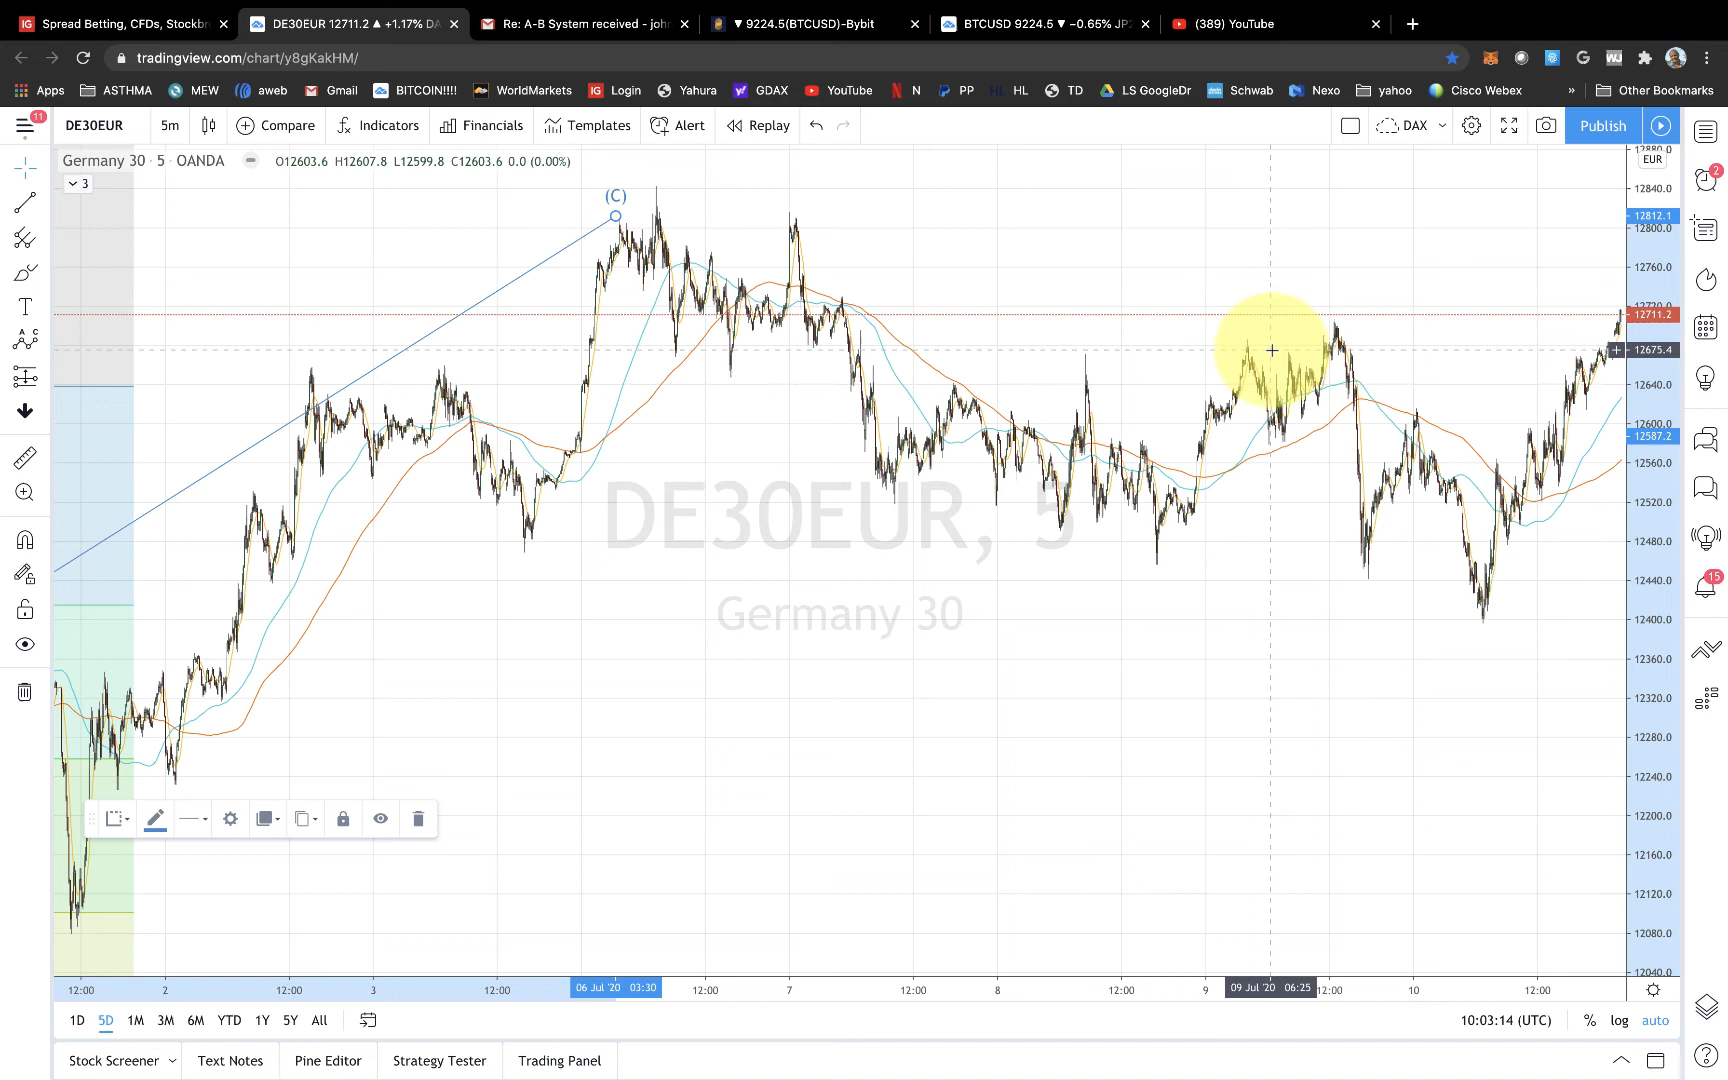 Spread Betting, CFDs, Stockbr
DE30EUR 12711.2 ▲ +1.17% DA
Re: A-B System received - joh
▼ 9224.5(BTCUSD)-Bybit
BTCUSD 9224.5 ▼ −0.65% JP
(389) YouTube
tradingview.com/chart/y8gKakHM/
Apps
ASTHMA
MEW
aweb
Gmail
BITCOIN!!!!
WorldMarkets
IG
Login
Yahura
GDAX
YouTube
N
PP
HL
TD
LS GoogleDr
Schwab
Nexo
yahoo
Cisco Webex
»
Other Bookmarks
11
DE30EUR
5m
Compare
Indicators
Financials
Templates
Alert
Replay
DAX
Publish
Germany 30 · 5 · OANDA
O12603.6 H12607.8 L12599.8 C12603.6 0.0 (0.00%)
3
(C)
DE30EUR, 5
Germany 30
12880.0
EUR
12840.0
12812.1
12800.0
12760.0
12720.0
12711.2
12675.4
12640.0
12600.0
12587.2
12560.0
12520.0
12480.0
12440.0
12400.0
12360.0
12320.0
12280.0
12240.0
12200.0
12160.0
12120.0
12080.0
12040.0
2
15
12:00
2
12:00
3
12:00
06 Jul '20 03:30
12:00
7
12:00
8
12:00
9
09 Jul '20 06:25
12:00
10
12:00
1D
5D
1M
3M
6M
YTD
1Y
5Y
All
10:03:14 (UTC)
%
log
auto
Stock Screener
Text Notes
Pine Editor
Strategy Tester
Trading Panel